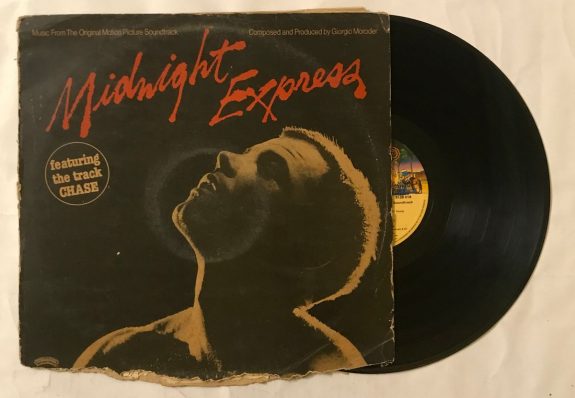 Music From The Original Motion Picture Soundtrack
Composed and Produced by Giorgio Moroder
Midnight
Express
featuring
the track
CHASE
Soundtrack